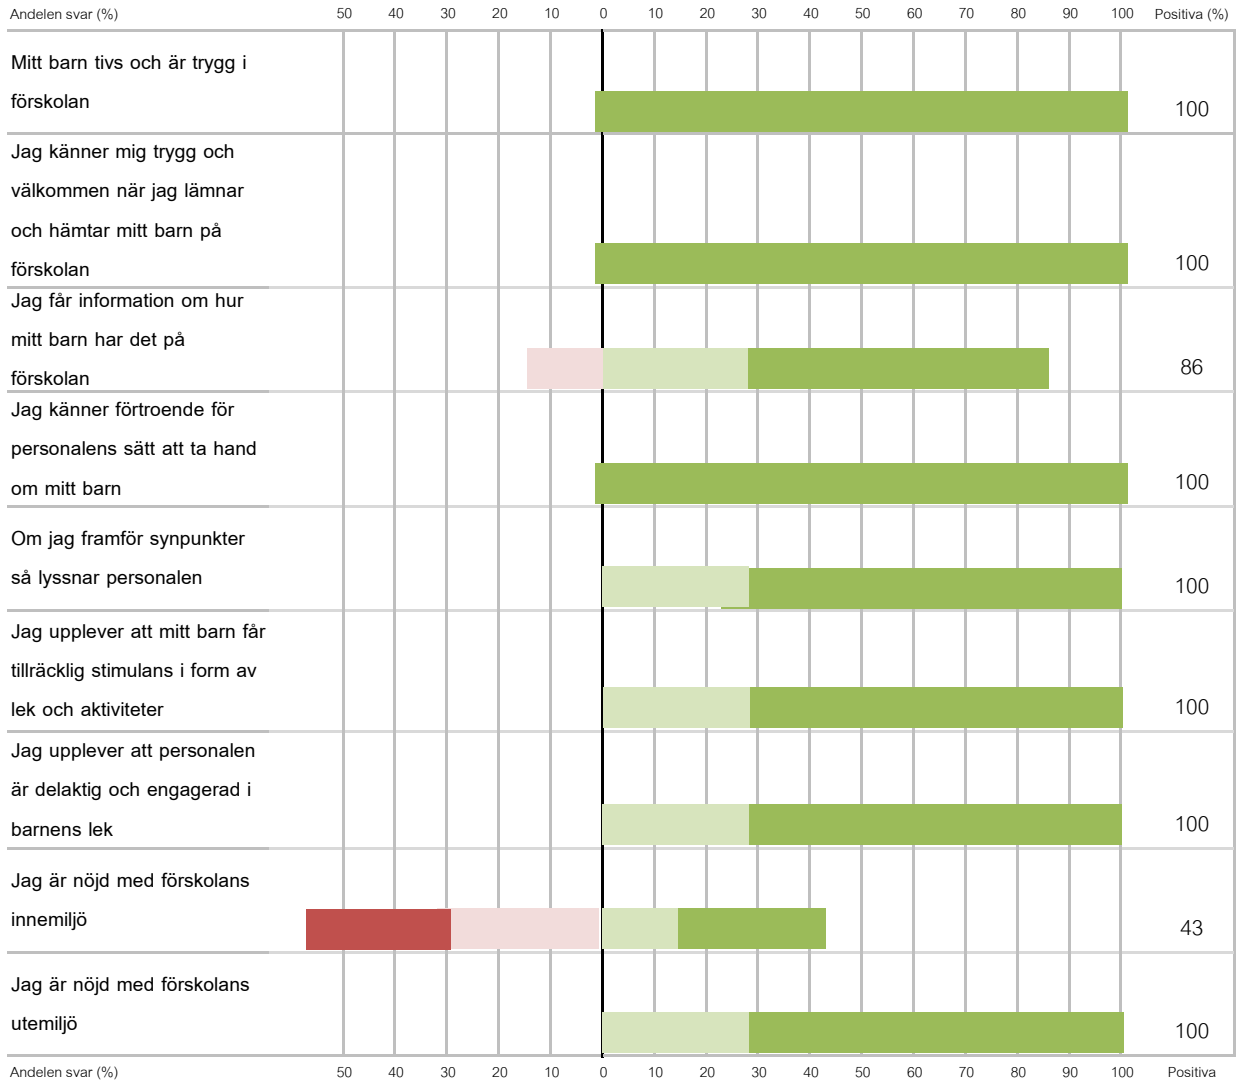 Andelen svar (%) 50 40 30 20 10 0 10 20 30 40 50 60 70 80 90 100 Positiva (%)
Mitt barn tivs och är trygg i
förskolan
100
Jag känner mig trygg och
välkommen när jag lämnar
och hämtar mitt barn på
förskolan
100
Jag får information om hur
mitt barn har det på
förskolan
86
Jag känner förtroende för
personalens sätt att ta hand
om mitt barn
100
Om jag framför synpunkter
så lyssnar personalen
100
Jag upplever att mitt barn får
tillräcklig stimulans i form av
lek och aktiviteter
100
Jag upplever att personalen
är delaktig och engagerad i
barnens lek
100
Jag är nöjd med förskolans
innemiljö
43
Jag är nöjd med förskolans
utemiljö
100
Andelen svar (%) 50 40 30 20 10 0 10 20 30 40 50 60 70 80 90 100 Positiva